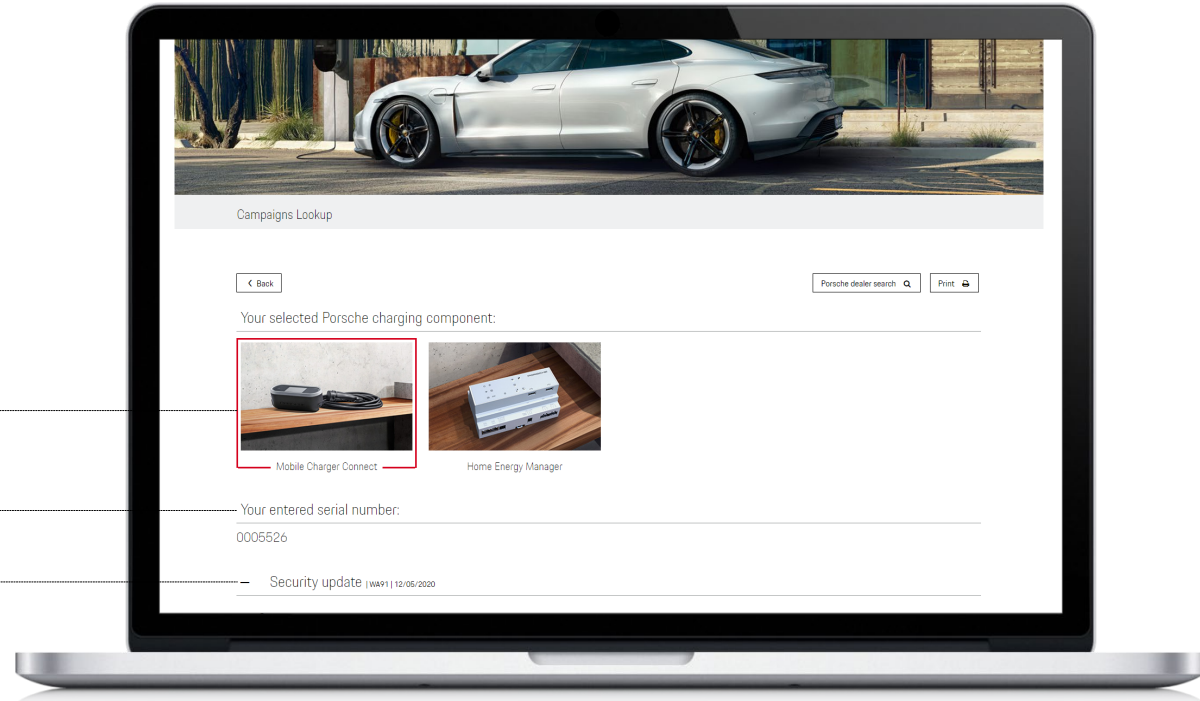 Campaigns Lookup
Back
Porsche dealer search
Print
Your selected Porsche charging component:
Mobile Charger Connect
Home Energy Manager
Your entered serial number:
0005526
Security update | WA91 | 12/05/2020